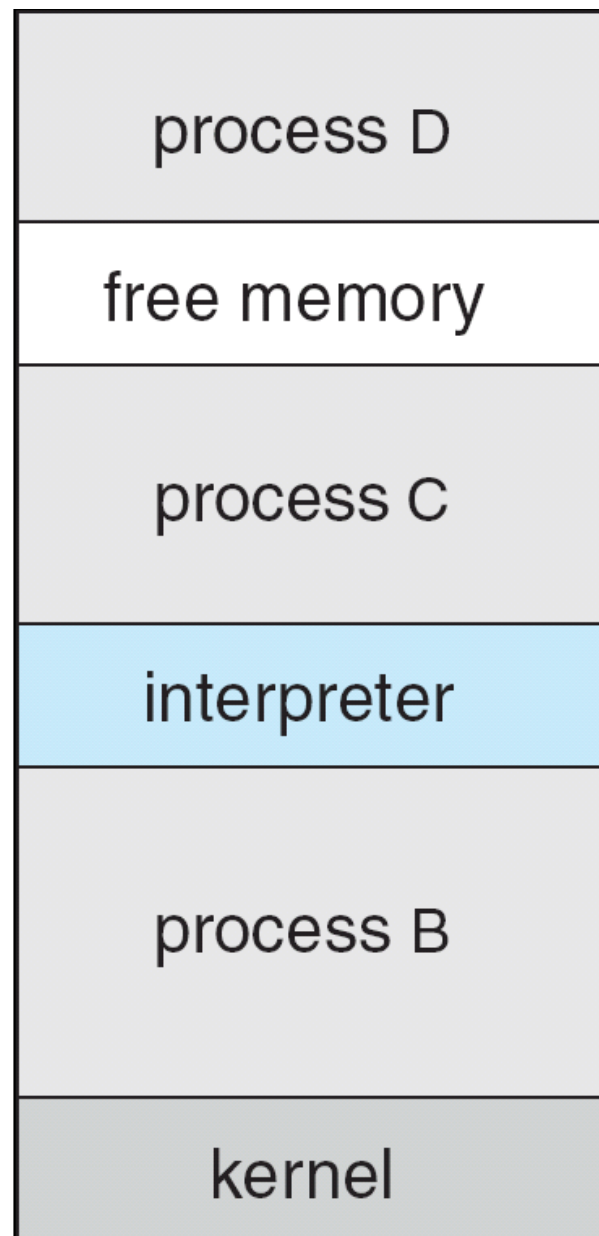 process D
free memory
process C
interpreter
process B
kernel